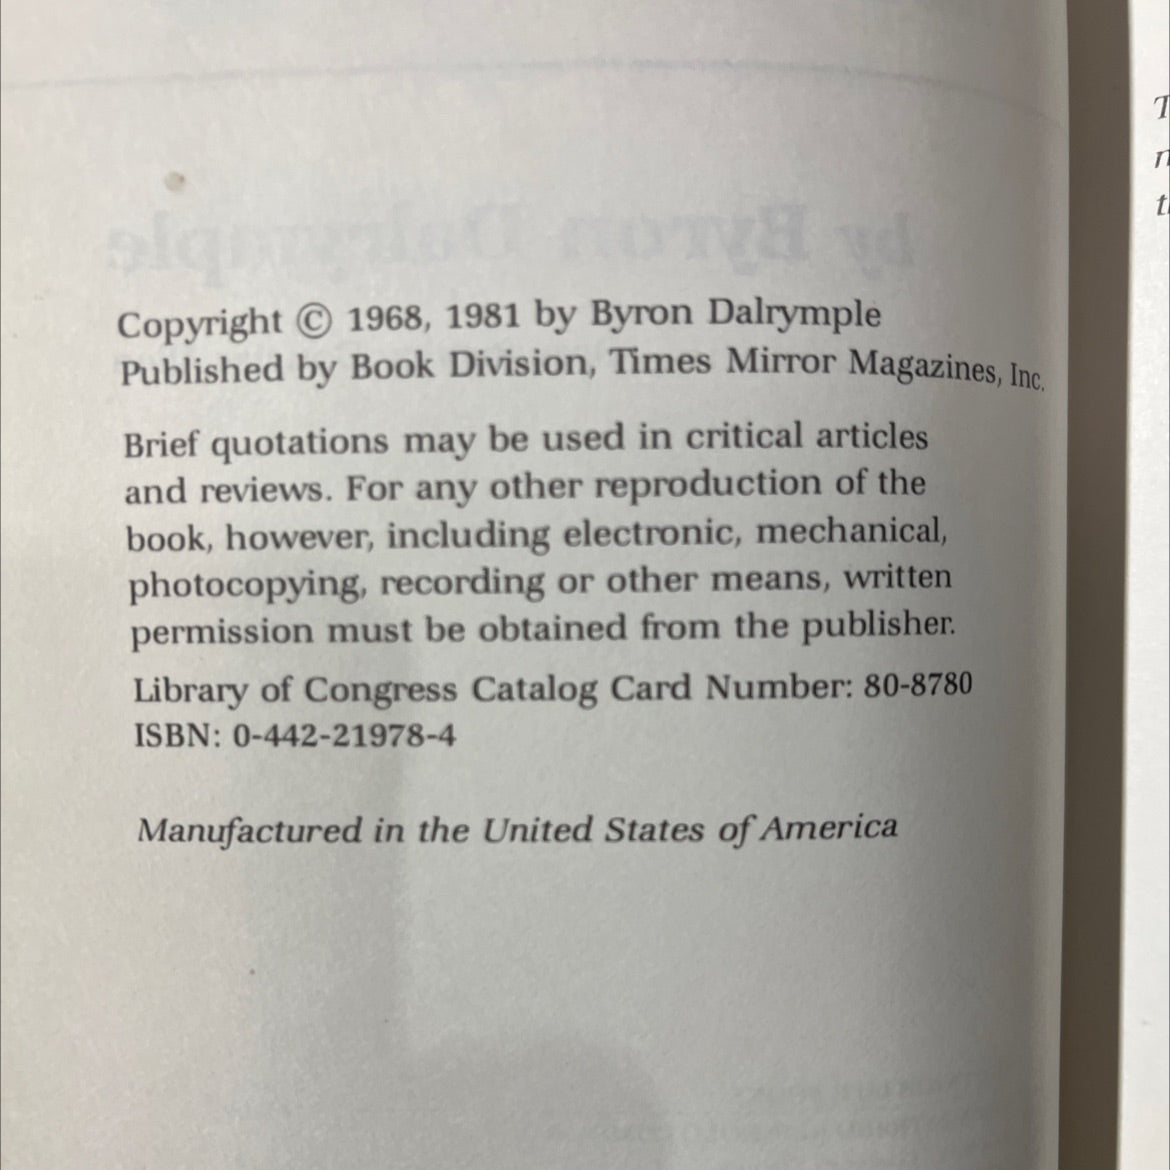 by Byron Dalrymple
Copyright © 1968, 1981 by Byron Dalrymple
Published by Book Division, Times Mirror Magazines, Inc.
Brief quotations may be used in critical articles
and reviews. For any other reproduction of the
book, however, including electronic, mechanical,
photocopying, recording or other means, written
permission must be obtained from the publisher.
Library of Congress Catalog Card Number: 80-8780
ISBN: 0-442-21978-4
Manufactured in the United States of America